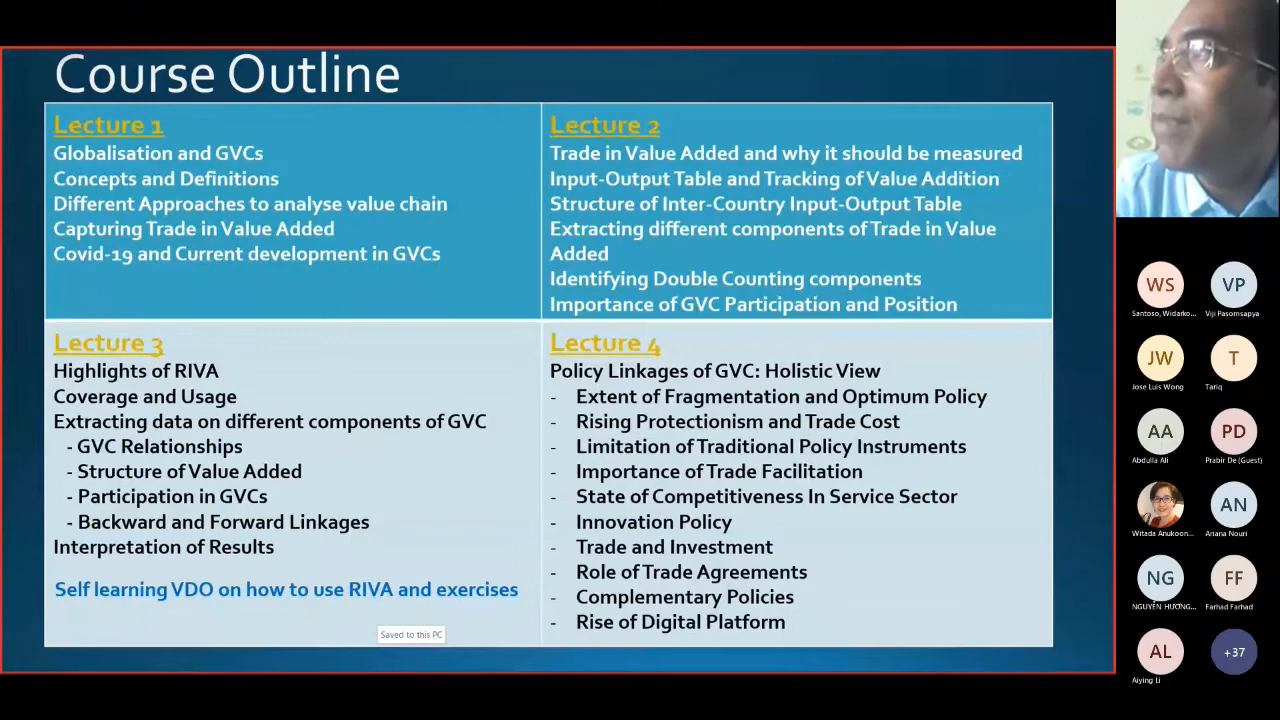 Course Outline
Lecture 1
Globalisation and GVCs
Concepts and Definitions
Different Approaches to analyse value chain
Capturing Trade in Value Added
Covid-19 and Current development in GVCs
Lecture 2
Trade in Value Added and why it should be measured
Input-Output Table and Tracking of Value Addition
Structure of Inter-Country Input-Output Table
Extracting different components of Trade in Value
Added
Identifying Double Counting components
Importance of GVC Participation and Position
Lecture 3
Highlights of RIVA
Coverage and Usage
Extracting data on different components of GVC
- GVC Relationships
- Structure of Value Added
- Participation in GVCs
- Backward and Forward Linkages
Interpretation of Results
Self learning VDO on how to use RIVA and exercises
Saved to this PC
Lecture 4
Policy Linkages of GVC: Holistic View
- Extent of Fragmentation and Optimum Policy
- Rising Protectionism and Trade Cost
- Limitation of Traditional Policy Instruments
- Importance of Trade Facilitation
- State of Competitiveness In Service Sector
- Innovation Policy
- Trade and Investment
- Role of Trade Agreements
- Complementary Policies
- Rise of Digital Platform
WS VP
Santoso, Widarko... Viji Pasomsapya
JW T
Jose Luis Wong Tariq
AA PD
Abdulla Ali Prabir De (Guest)
AN
Witada Anukoon... Ariana Nouri
NG FF
NGUYỄN HƯƠNG... Farhad Farhad
AL +37
Aiying Li